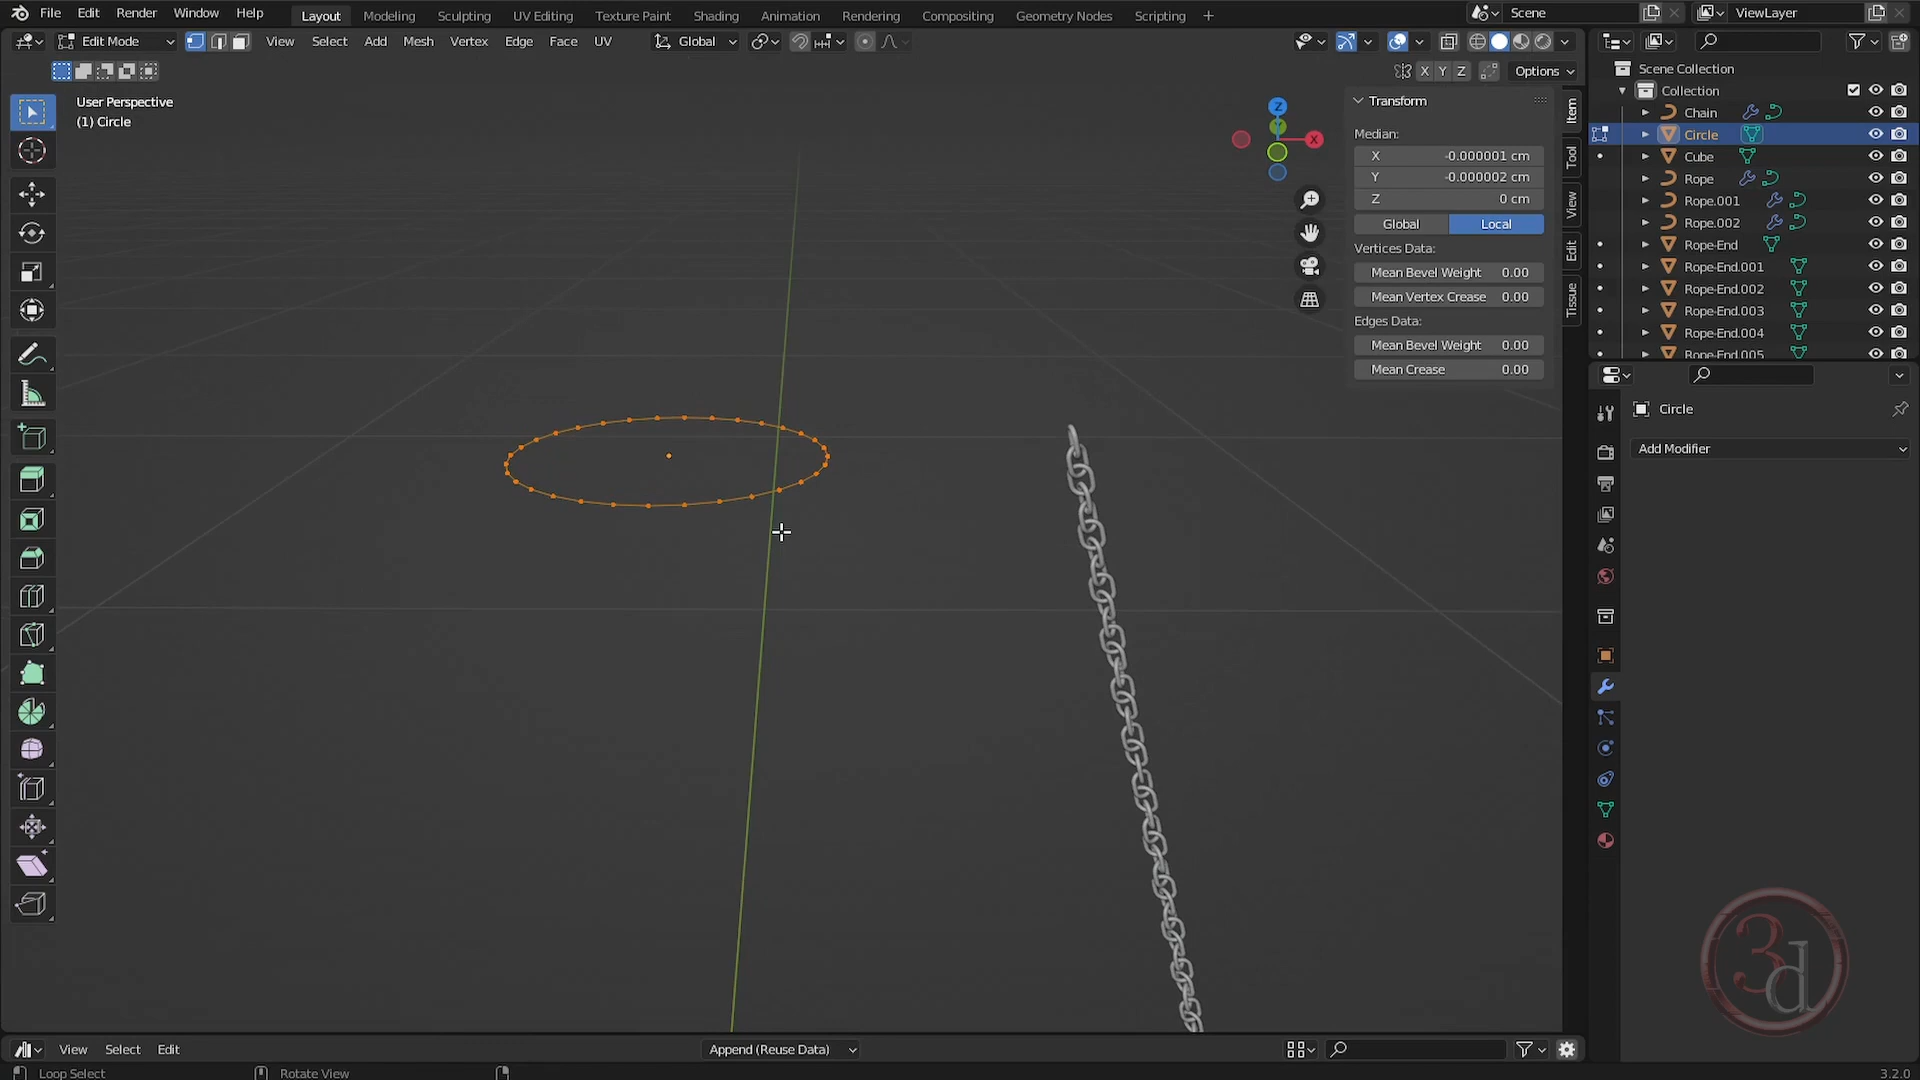 File Edit Render Window Help Layout Modeling Sculpting UV Editing Texture Paint Shading Animation Rendering Compositing Geometry Nodes Scripting + Scene ViewLayer
Edit Mode View Select Add Mesh Vertex Edge Face UV Global
X Y Z Options
User Perspective
(1) Circle
Z
Y
X
Transform
Median:
X -0.000001 cm
Y -0.000002 cm
Z 0 cm
Global Local
Vertices Data:
Mean Bevel Weight 0.00
Mean Vertex Crease 0.00
Edges Data:
Mean Bevel Weight 0.00
Mean Crease 0.00
Item
Tool
View
Edit
Tissue
Scene Collection
Collection
Chain
Circle
Cube
Rope
Rope.001
Rope.002
Rope-End
Rope-End.001
Rope-End.002
Rope-End.003
Rope-End.004
Rope-End.005
Circle
Add Modifier
3d
View Select Edit Append (Reuse Data)
Loop Select Rotate View 3.2.0